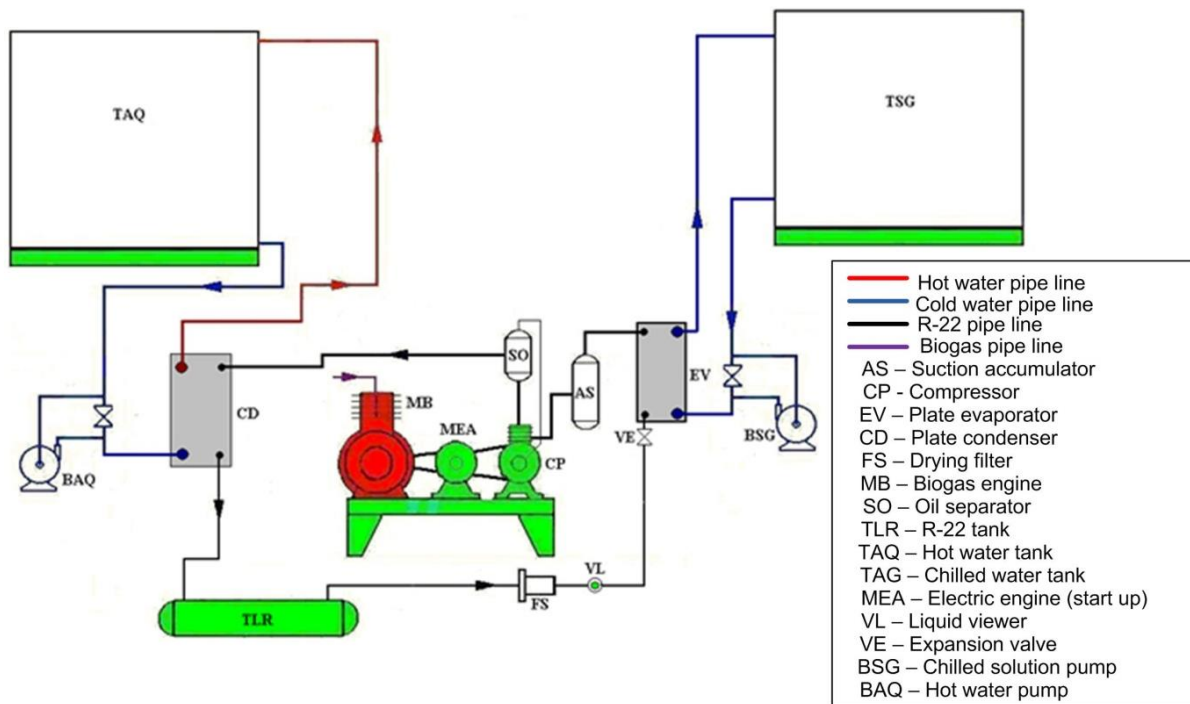 TAQ
TSG
SO
AS
EV
CD
MB
MEA
CP
VE
BSG
BAQ
VL
FS
TLR
Hot water pipe line
Cold water pipe line
R-22 pipe line
Biogas pipe line
AS – Suction accumulator
CP - Compressor
EV – Plate evaporator
CD – Plate condenser
FS – Drying filter
MB – Biogas engine
SO – Oil separator
TLR – R-22 tank
TAQ – Hot water tank
TAG – Chilled water tank
MEA – Electric engine (start up)
VL – Liquid viewer
VE – Expansion valve
BSG – Chilled solution pump
BAQ – Hot water pump